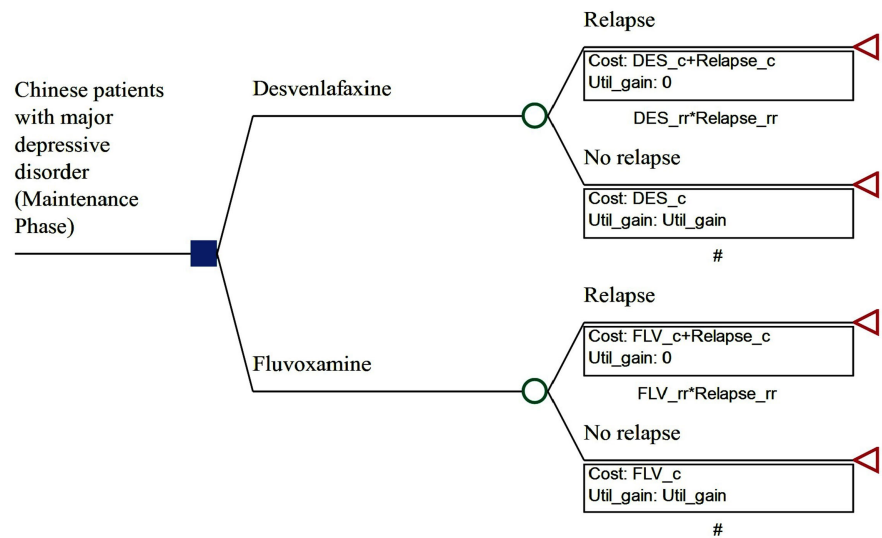 Relapse
Cost: DES_c+Relapse_c
Util_gain: 0
DES_rr*Relapse_rr
Chinese patients
with major
depressive
disorder
(Maintenance
Phase)
Desvenlafaxine
No relapse
Cost: DES_c
Util_gain: Util_gain
#
Relapse
Cost: FLV_c+Relapse_c
Util_gain: 0
FLV_rr*Relapse_rr
Fluvoxamine
No relapse
Cost: FLV_c
Util_gain: Util_gain
#